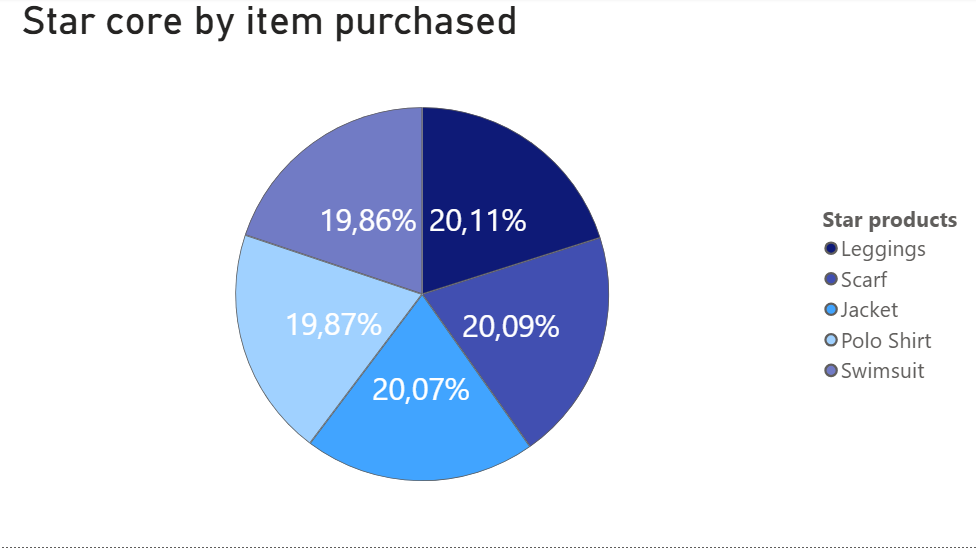 Star core by item purchased
19,86%
20,11%
19,87%
20,09%
20,07%
Star products
Leggings
Scarf
Jacket
Polo Shirt
Swimsuit